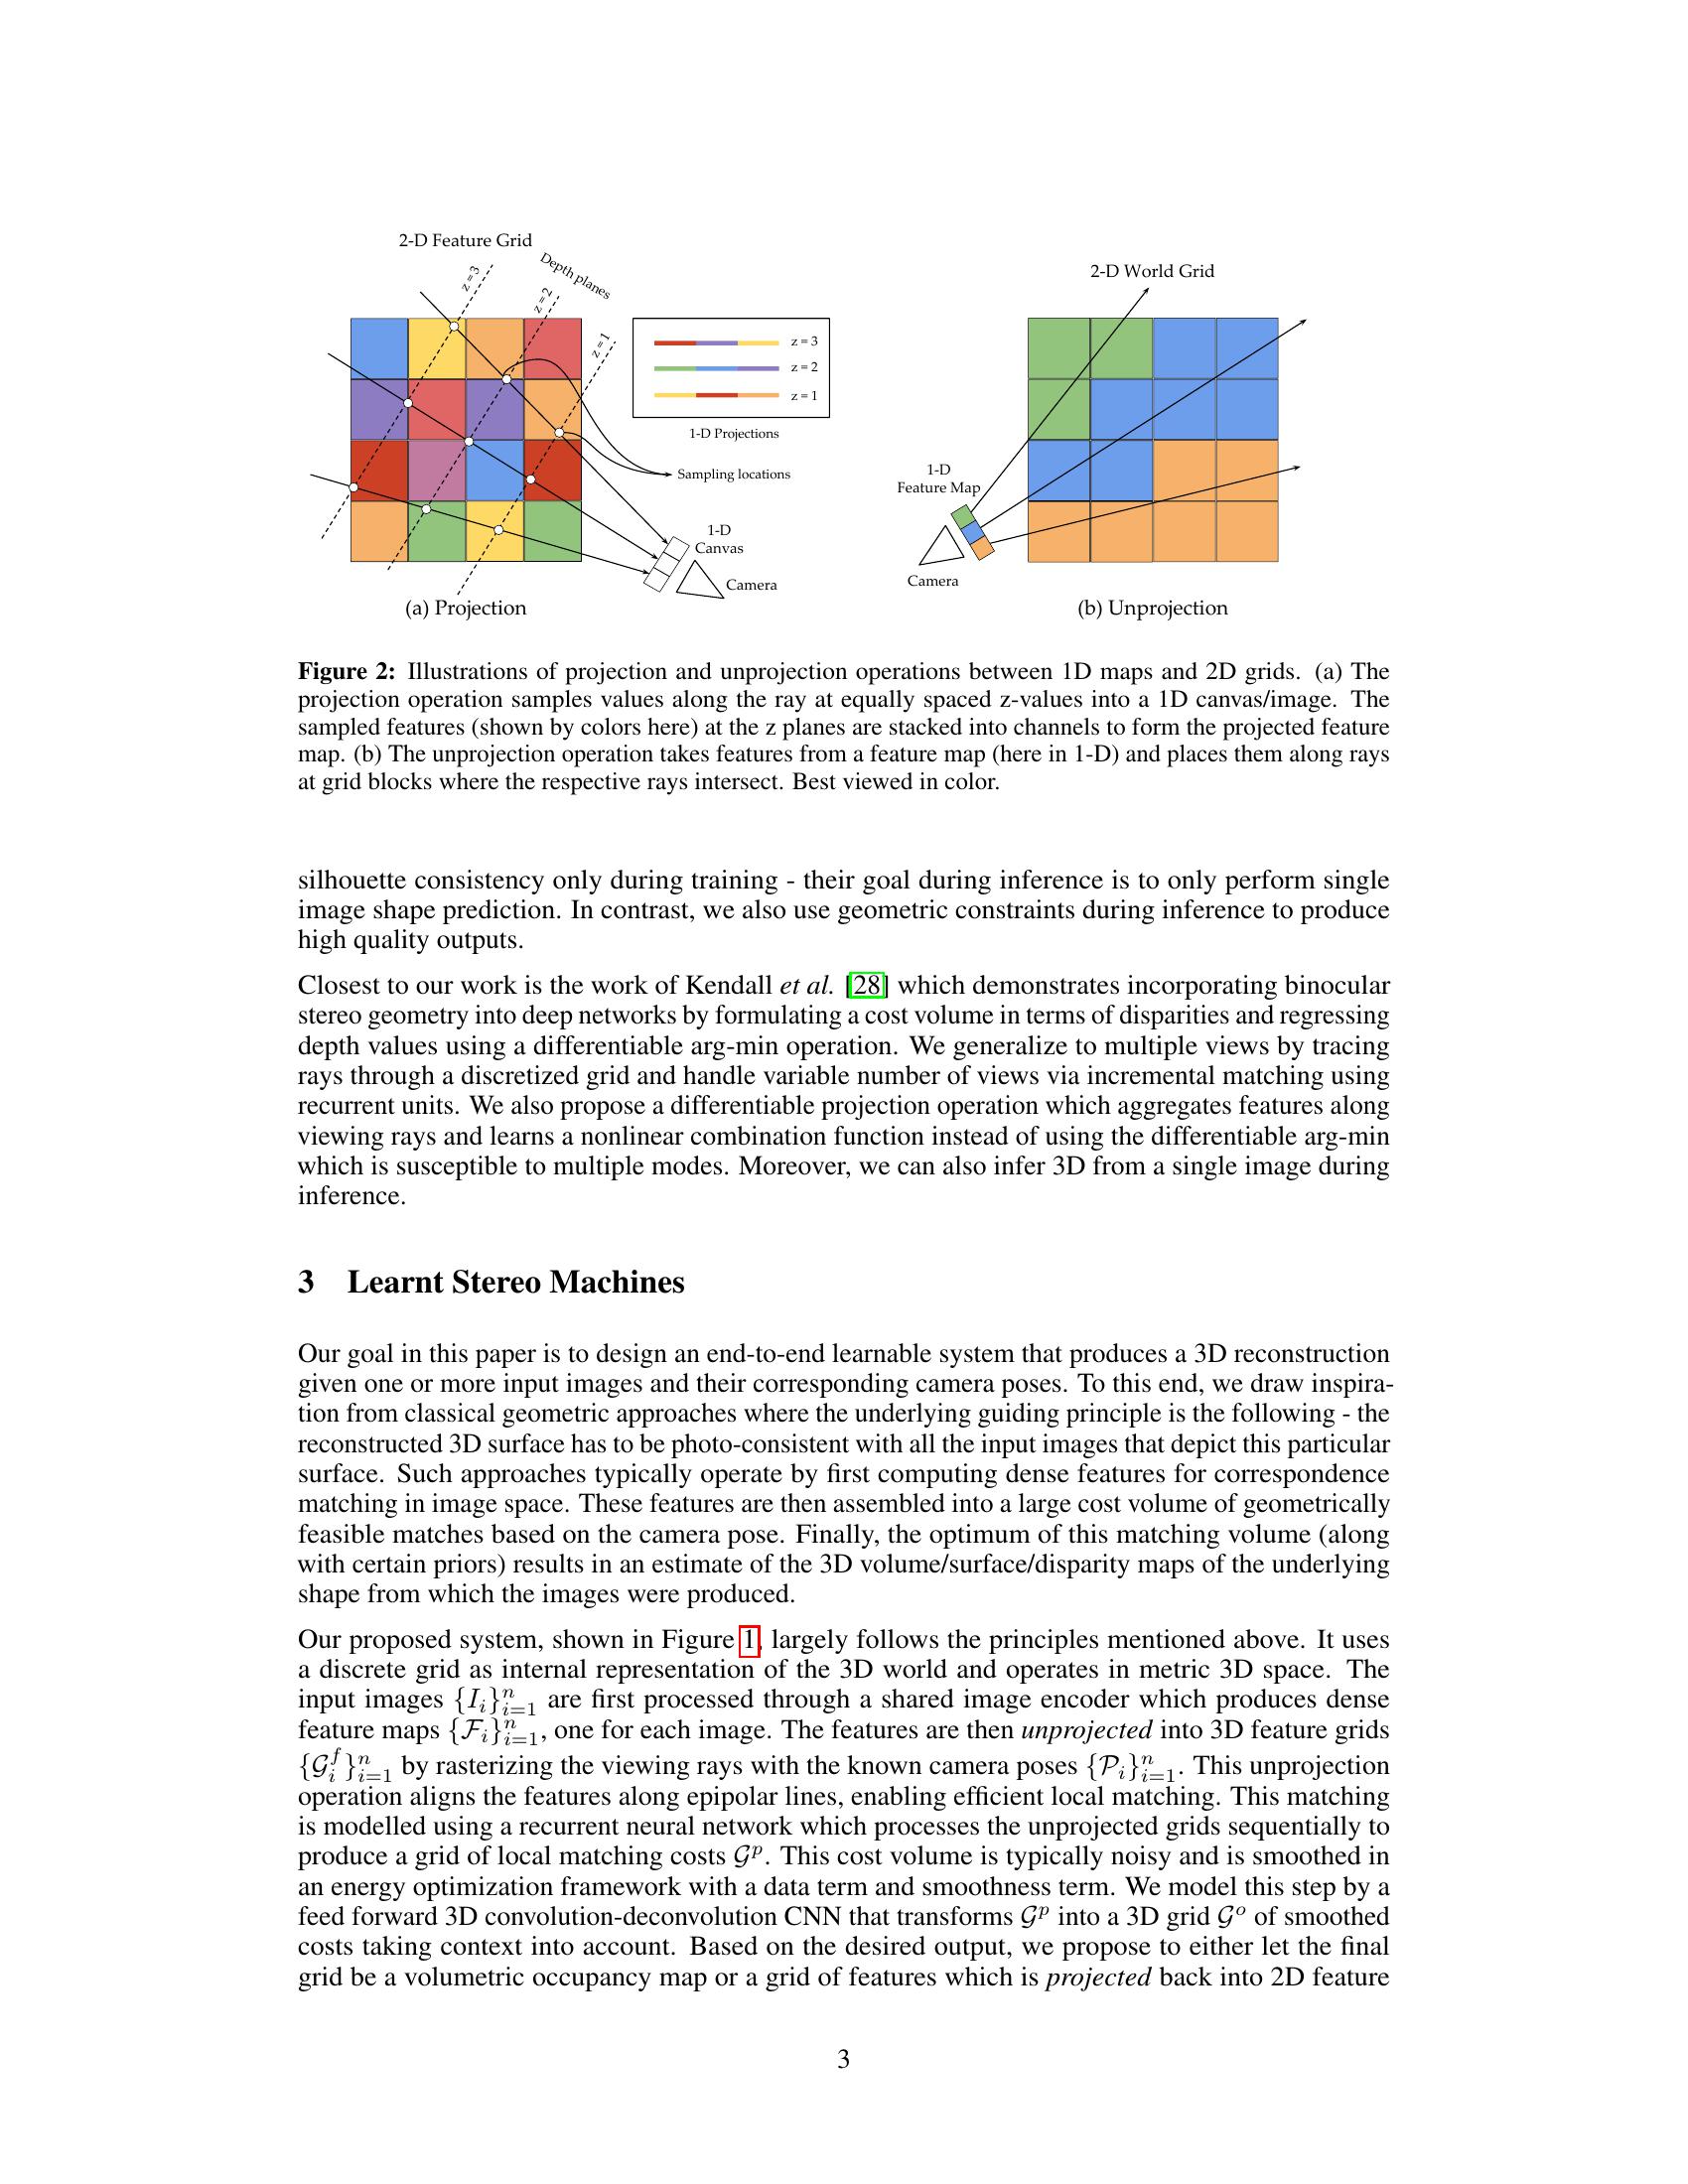 2-D Feature Grid
Depth planes
z = 3
z = 2
z = 1
z = 3
z = 2
z = 1
1-D Projections
Sampling locations
1-D
Canvas
Camera
(a) Projection
2-D World Grid
1-D
Feature Map
Camera
(b) Unprojection
Figure 2: Illustrations of projection and unprojection operations between 1D maps and 2D grids. (a) The
projection operation samples values along the ray at equally spaced z-values into a 1D canvas/image. The
sampled features (shown by colors here) at the z planes are stacked into channels to form the projected feature
map. (b) The unprojection operation takes features from a feature map (here in 1-D) and places them along rays
at grid blocks where the respective rays intersect. Best viewed in color.
silhouette consistency only during training - their goal during inference is to only perform single
image shape prediction. In contrast, we also use geometric constraints during inference to produce
high quality outputs.
Closest to our work is the work of Kendall et al. [28] which demonstrates incorporating binocular
stereo geometry into deep networks by formulating a cost volume in terms of disparities and regressing
depth values using a differentiable arg-min operation. We generalize to multiple views by tracing
rays through a discretized grid and handle variable number of views via incremental matching using
recurrent units. We also propose a differentiable projection operation which aggregates features along
viewing rays and learns a nonlinear combination function instead of using the differentiable arg-min
which is susceptible to multiple modes. Moreover, we can also infer 3D from a single image during
inference.
3 Learnt Stereo Machines
Our goal in this paper is to design an end-to-end learnable system that produces a 3D reconstruction
given one or more input images and their corresponding camera poses. To this end, we draw inspira-
tion from classical geometric approaches where the underlying guiding principle is the following - the
reconstructed 3D surface has to be photo-consistent with all the input images that depict this particular
surface. Such approaches typically operate by first computing dense features for correspondence
matching in image space. These features are then assembled into a large cost volume of geometrically
feasible matches based on the camera pose. Finally, the optimum of this matching volume (along
with certain priors) results in an estimate of the 3D volume/surface/disparity maps of the underlying
shape from which the images were produced.
Our proposed system, shown in Figure 1, largely follows the principles mentioned above. It uses
a discrete grid as internal representation of the 3D world and operates in metric 3D space. The
input images $\{I_i\}_{i=1}^n$ are first processed through a shared image encoder which produces dense
feature maps $\{\mathcal{F}_i\}_{i=1}^n$, one for each image. The features are then unprojected into 3D feature grids
$\{\mathcal{G}_i^f\}_{i=1}^n$ by rasterizing the viewing rays with the known camera poses $\{\mathcal{P}_i\}_{i=1}^n$. This unprojection
operation aligns the features along epipolar lines, enabling efficient local matching. This matching
is modelled using a recurrent neural network which processes the unprojected grids sequentially to
produce a grid of local matching costs $\mathcal{G}^p$. This cost volume is typically noisy and is smoothed in
an energy optimization framework with a data term and smoothness term. We model this step by a
feed forward 3D convolution-deconvolution CNN that transforms $\mathcal{G}^p$ into a 3D grid $\mathcal{G}^o$ of smoothed
costs taking context into account. Based on the desired output, we propose to either let the final
grid be a volumetric occupancy map or a grid of features which is projected back into 2D feature
3